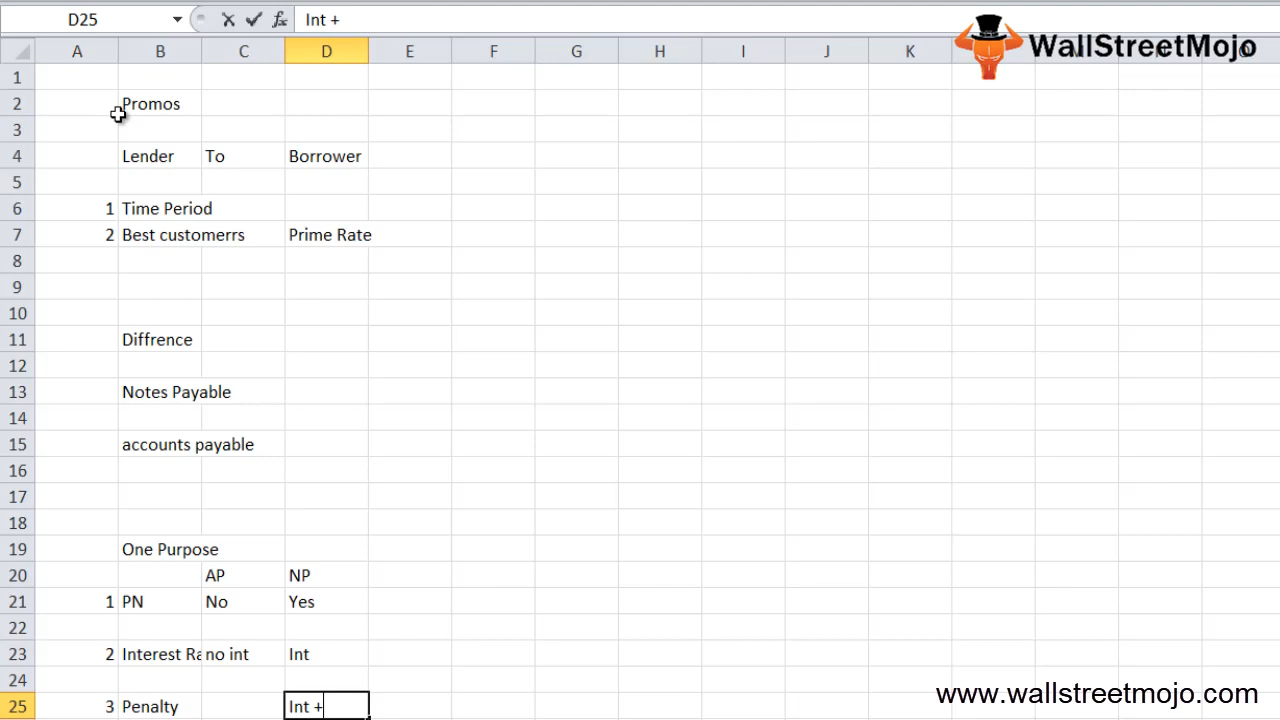 D25 Int +
WallStreetMojo
A B C D E F G H I J K
1
2 Promos
3
4 Lender To Borrower
5
6 1 Time Period
7 2 Best customerrs Prime Rate
8
9
10
11 Diffrence
12
13 Notes Payable
14
15 accounts payable
16
17
18
19 One Purpose
20 AP NP
21 1 PN No Yes
22
23 2 Interest Ra no int Int
24
25 3 Penalty Int +
www.wallstreetmojo.com